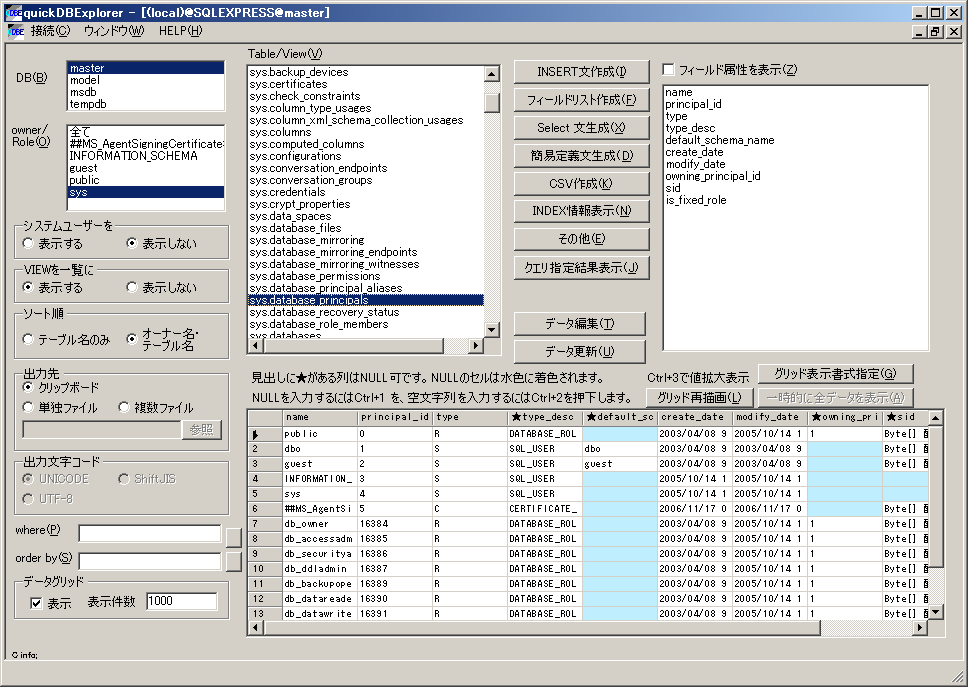 quickDBExplorer - [(local)@SQLEXPRESS@master]
接続(C) ウィンドウ(W) HELP(H)
DB(B)
master
model
msdb
tempdb
owner/
Role(O)
全て
##MS_AgentSigningCertificate
INFORMATION_SCHEMA
guest
public
sys
システムユーザーを
表示する 表示しない
VIEWを一覧に
表示する 表示しない
ソート順
テーブル名のみ オーナー名・
テーブル名
出力先
クリップボード
単独ファイル 複数ファイル
参照
出力文字コード
UNICODE ShiftJIS
UTF-8
where(P)
order by(S)
データグリッド
表示 表示件数 1000
Table/View(V)
sys.backup_devices
sys.certificates
sys.check_constraints
sys.column_type_usages
sys.column_xml_schema_collection_usages
sys.columns
sys.computed_columns
sys.configurations
sys.conversation_endpoints
sys.conversation_groups
sys.credentials
sys.crypt_properties
sys.data_spaces
sys.database_files
sys.database_mirroring
sys.database_mirroring_endpoints
sys.database_mirroring_witnesses
sys.database_permissions
sys.database_principal_aliases
sys.database_principals
sys.database_recovery_status
sys.database_role_members
sys.databases
INSERT文作成(I)
フィールドリスト作成(F)
Select 文生成(X)
簡易定義文生成(D)
CSV作成(K)
INDEX情報表示(N)
その他(E)
クエリ指定結果表示(J)
データ編集(T)
データ更新(U)
フィールド属性を表示(Z)
name
principal_id
type
type_desc
default_schema_name
create_date
modify_date
owning_principal_id
sid
is_fixed_role
見出しに★がある列はNULL可です。NULLのセルは水色に着色されます。 Ctrl+3で値拡大表示 グリッド表示書式指定(G)
NULLを入力するにはCtrl+1 を、空文字列を入力するにはCtrl+2を押下します。 グリッド再描画(L) 一時的に全データを表示(A)
name principal_id type ★type_desc ★default_sc create_date modify_date ★owning_pri ★sid
public 0 R DATABASE_ROL 2003/04/08 9 2005/10/14 1 1 Byte[]
2 dbo 1 S SQL_USER dbo 2003/04/08 9 2003/04/08 9 Byte[]
3 guest 2 S SQL_USER guest 2003/04/08 9 2003/04/08 9 Byte[]
4 INFORMATION_ 3 S SQL_USER 2005/10/14 1 2005/10/14 1
5 sys 4 S SQL_USER 2005/10/14 1 2005/10/14 1
6 ##MS_AgentSi 5 C CERTIFICATE_ 2006/11/17 0 2006/11/17 0 Byte[]
7 db_owner 16384 R DATABASE_ROL 2003/04/08 9 2005/10/14 1 1 Byte[]
8 db_accessadm 16385 R DATABASE_ROL 2003/04/08 9 2005/10/14 1 1 Byte[]
9 db_securitya 16386 R DATABASE_ROL 2003/04/08 9 2005/10/14 1 1 Byte[]
10 db_ddladmin 16387 R DATABASE_ROL 2003/04/08 9 2005/10/14 1 1 Byte[]
11 db_backupope 16389 R DATABASE_ROL 2003/04/08 9 2005/10/14 1 1 Byte[]
12 db_datareade 16390 R DATABASE_ROL 2003/04/08 9 2005/10/14 1 1 Byte[]
13 db_datawrite 16391 R DATABASE_ROL 2003/04/08 9 2005/10/14 1 1 Byte[]